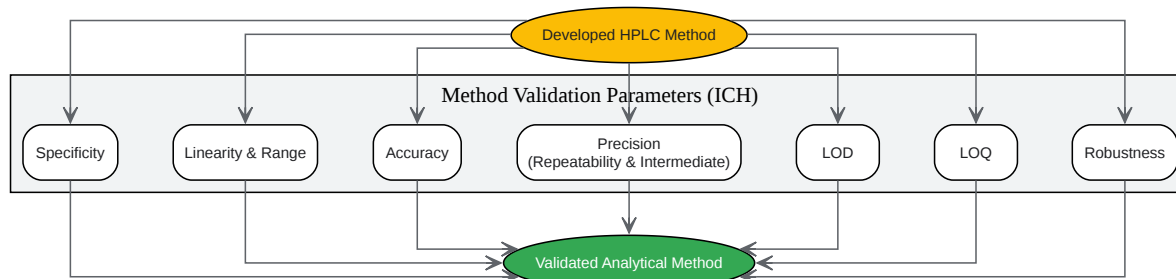 Developed HPLC Method
Method Validation Parameters (ICH)
Specificity
Linearity & Range
Accuracy
Precision
(Repeatability & Intermediate)
LOD
LOQ
Robustness
Validated Analytical Method